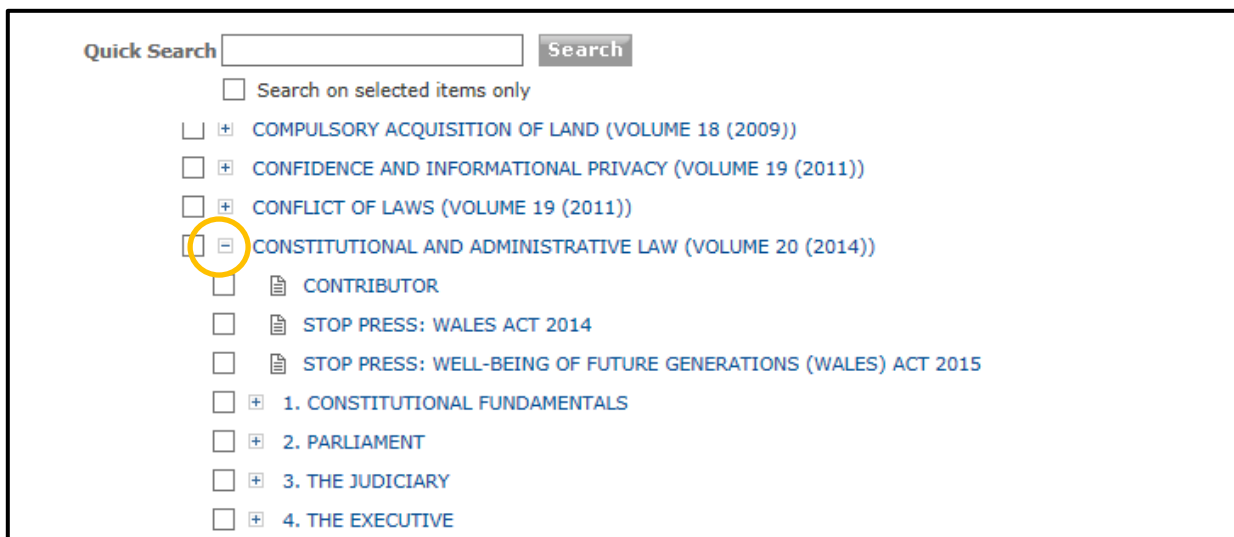 Quick Search Search
Search on selected items only
COMPULSORY ACQUISITION OF LAND (VOLUME 18 (2009))
CONFIDENCE AND INFORMATIONAL PRIVACY (VOLUME 19 (2011))
CONFLICT OF LAWS (VOLUME 19 (2011))
CONSTITUTIONAL AND ADMINISTRATIVE LAW (VOLUME 20 (2014))
CONTRIBUTOR
STOP PRESS: WALES ACT 2014
STOP PRESS: WELL-BEING OF FUTURE GENERATIONS (WALES) ACT 2015
1. CONSTITUTIONAL FUNDAMENTALS
2. PARLIAMENT
3. THE JUDICIARY
4. THE EXECUTIVE